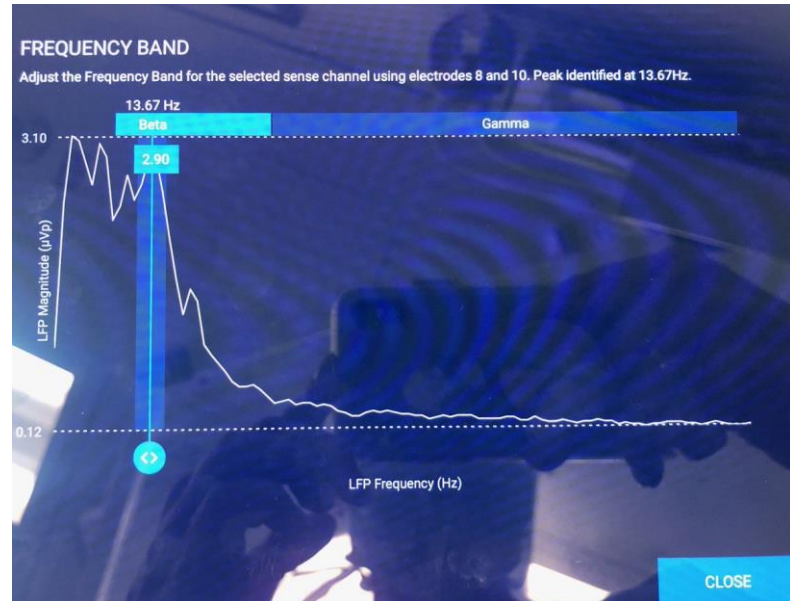 FREQUENCY BAND
Adjust the Frequency Band for the selected sense channel using electrodes 8 and 10. Peak identified at 13.67Hz.
13.67 Hz
Beta
Gamma
3.10
2.90
LFP Magnitude (µVp)
0.12
LFP Frequency (Hz)
CLOSE